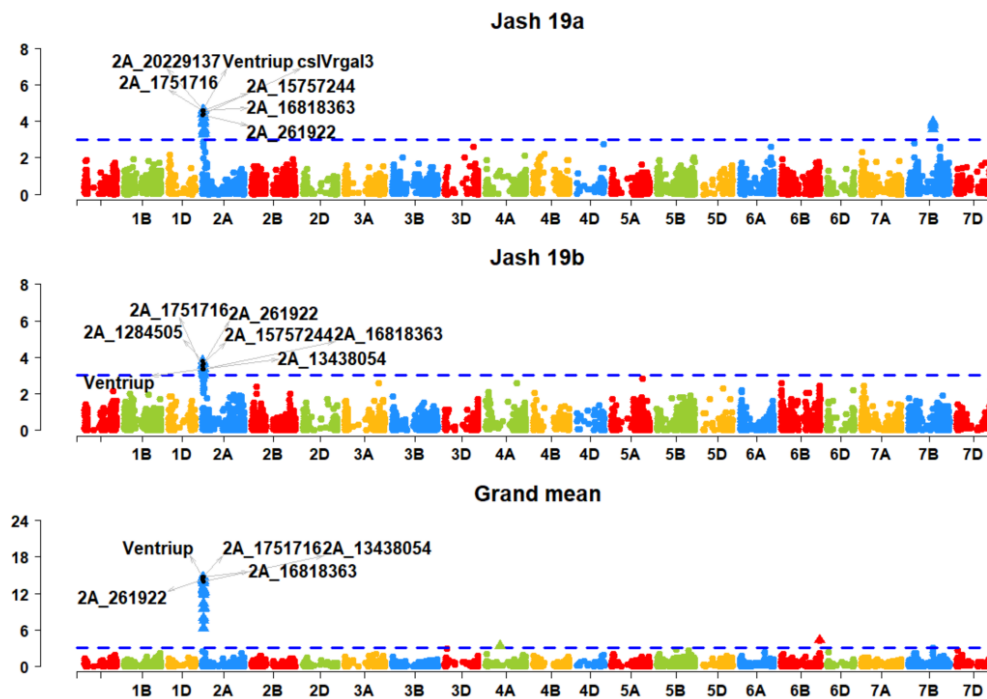 Jash 19a
8
2A_20229137 Ventriup cslVrgal3
6
2A_1751716 2A_15757244
2A_16818363
4
2A_261922
2
0
1B 1D 2A 2B 2D 3A 3B 3D 4A 4B 4D 5A 5B 5D 6A 6B 6D 7A 7B 7D
Jash 19b
8
2A_1751716 2A_261922
6
2A_1284505 2A_15757244 2A_16818363
4
2A_13438054
Ventriup
2
0
1B 1D 2A 2B 2D 3A 3B 3D 4A 4B 4D 5A 5B 5D 6A 6B 6D 7A 7B 7D
Grand mean
24
Ventriup 2A_1751716 2A_13438054
18
2A_16818363
12
2A_261922
6
0
1B 1D 2A 2B 2D 3A 3B 3D 4A 4B 4D 5A 5B 5D 6A 6B 6D 7A 7B 7D